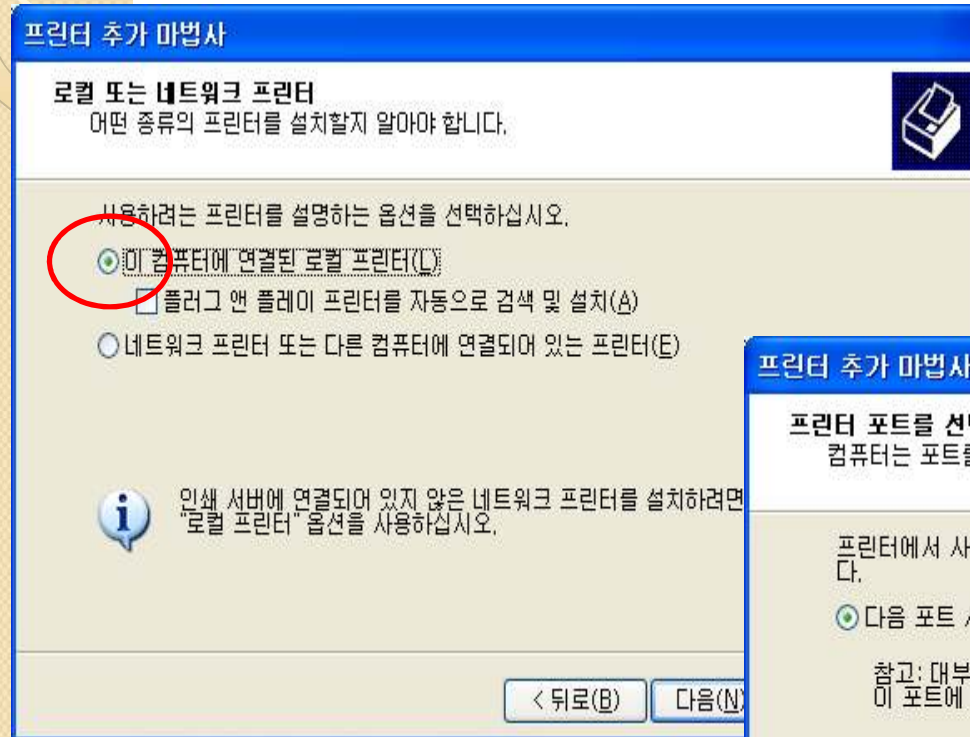 프린터 추가 마법사
로컬 또는 네트워크 프린터
어떤 종류의 프린터를 설치할지 알아야 합니다.
사용하려는 프린터를 설명하는 옵션을 선택하십시오.
이 컴퓨터에 연결된 로컬 프린터(L)
플러그 앤 플레이 프린터를 자동으로 검색 및 설치(A)
네트워크 프린터 또는 다른 컴퓨터에 연결되어 있는 프린터(E)
인쇄 서버에 연결되어 있지 않은 네트워크 프린터를 설치하려면
"로컬 프린터" 옵션을 사용하십시오.
< 뒤로(B)
다음(N)
프린터 추가 마법사
프린터 포트를
컴퓨터는
프린터에서
다.
다음 포트
참고:
이 포트에